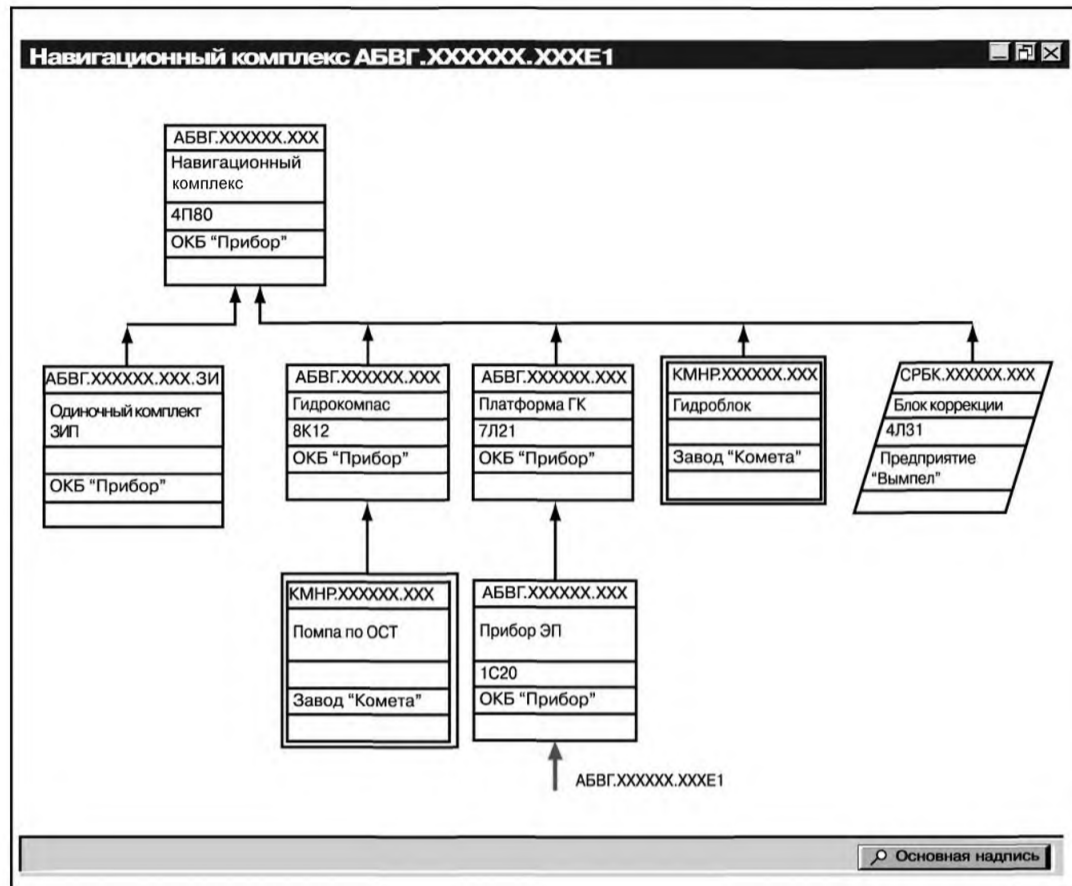 Навигационный комплекс АБВГ.XXXXXX.XXXE1
АБВГ.XXXXXX.XXX
Навигационный
комплекс
4П80
ОКБ “Прибор”
АБВГ.XXXXXX.XXX.ЗИ
Одиночный комплект
ЗИП
ОКБ “Прибор”
АБВГ.XXXXXX.XXX
Гидрокомпас
8К12
ОКБ “Прибор”
АБВГ.XXXXXX.XXX
Платформа ГК
7Л21
ОКБ “Прибор”
КМНР.XXXXXX.XXX
Гидроблок
Завод “Комета”
СРБК.XXXXXX.XXX
Блок коррекции
4Л31
Предприятие
“Вымпел”
КМНР.XXXXXX.XXX
Помпа по ОСТ
Завод “Комета”
АБВГ.XXXXXX.XXX
Прибор ЭП
1С20
ОКБ “Прибор”
АБВГ.XXXXXX.XXXE1
Основная надпись